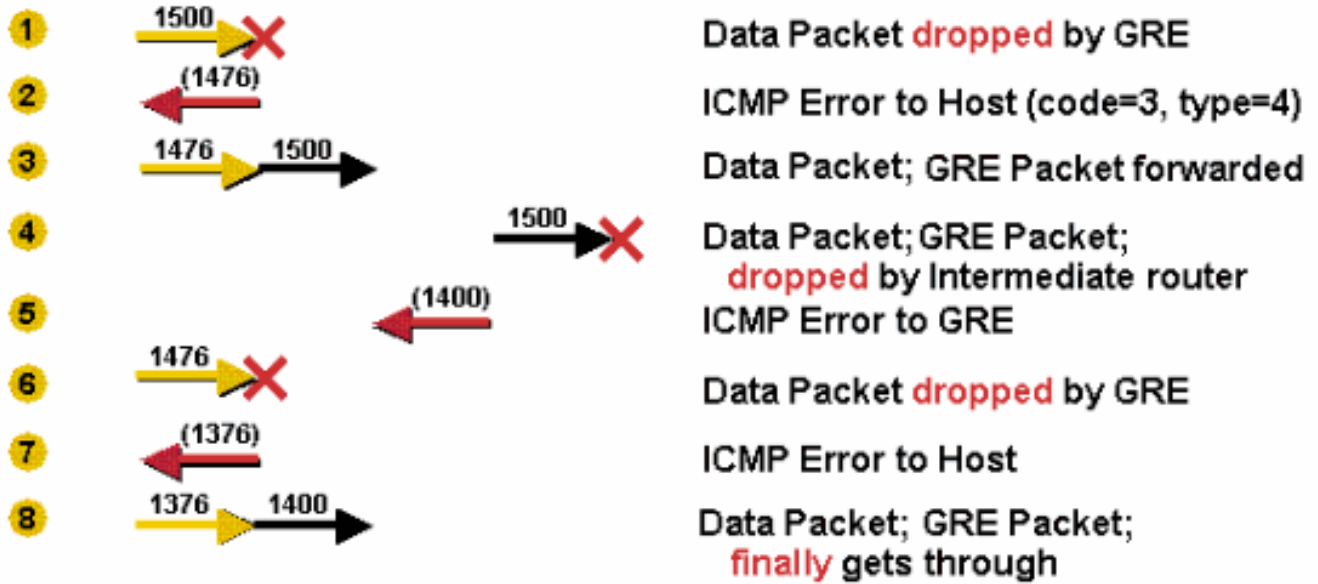 1 1500 Data Packet dropped by GRE
2 (1476) ICMP Error to Host (code=3, type=4)
3 1476 1500 Data Packet; GRE Packet forwarded
4 1500 Data Packet; GRE Packet;
dropped by Intermediate router
5 (1400) ICMP Error to GRE
6 1476 Data Packet dropped by GRE
7 (1376) ICMP Error to Host
8 1376 1400 Data Packet; GRE Packet;
finally gets through